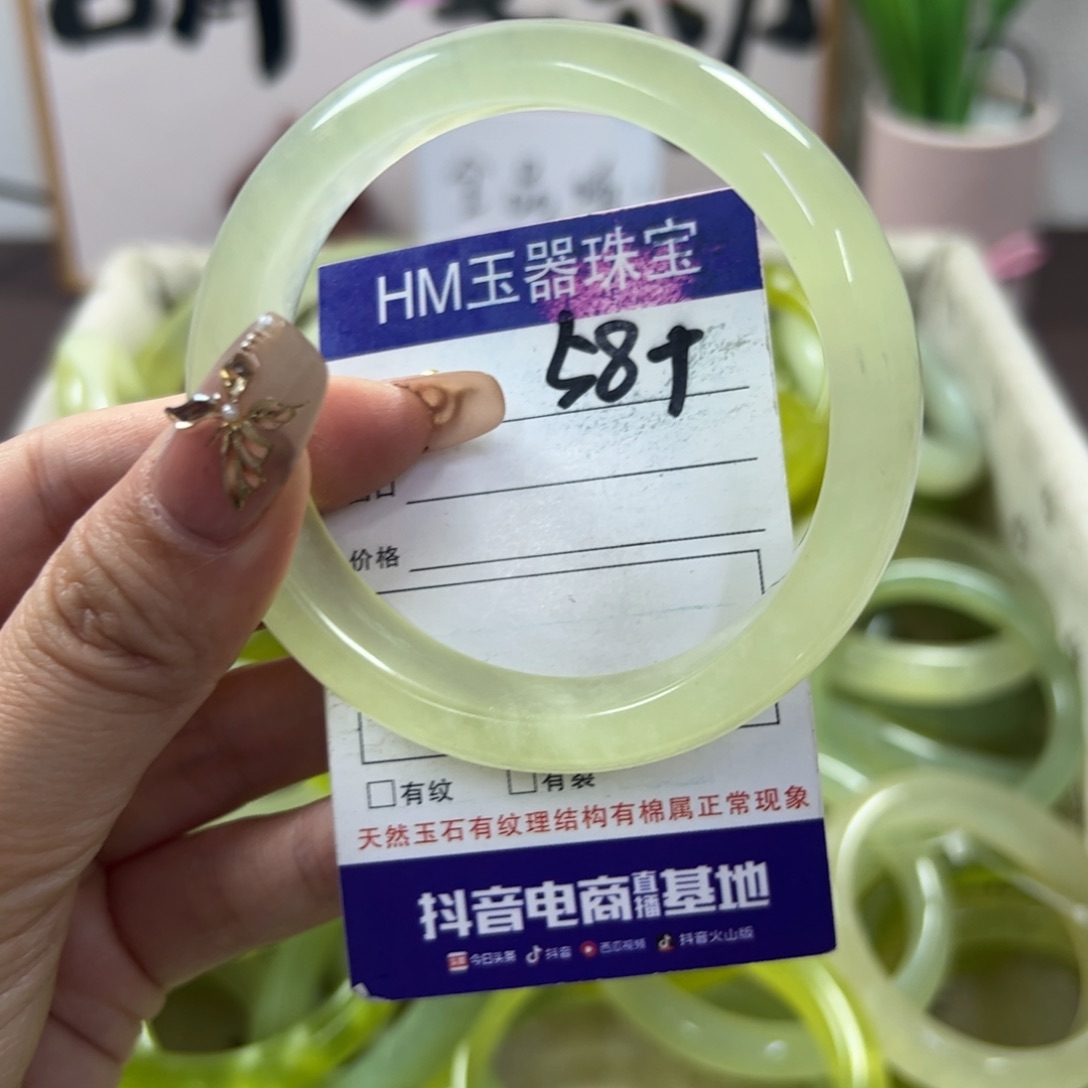 HM玉器珠宝
58+
价格
有纹 有裂
天然玉石有纹理结构有棉属正常现象
抖音电商直播基地
今日头条 抖音 西瓜视频 抖音火山版